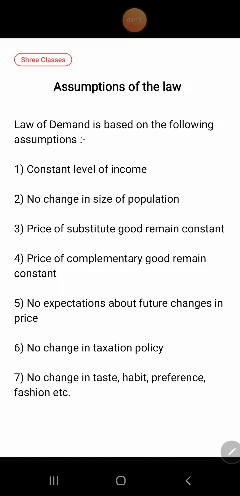 Shree Classes
Assumptions of the law
Law of Demand is based on the following
assumptions :-
1) Constant level of income
2) No change in size of population
3) Price of substitute good remain constant
4) Price of complementary good remain
constant
5) No expectations about future changes in
price
6) No change in taxation policy
7) No change in taste, habit, preference,
fashion etc.